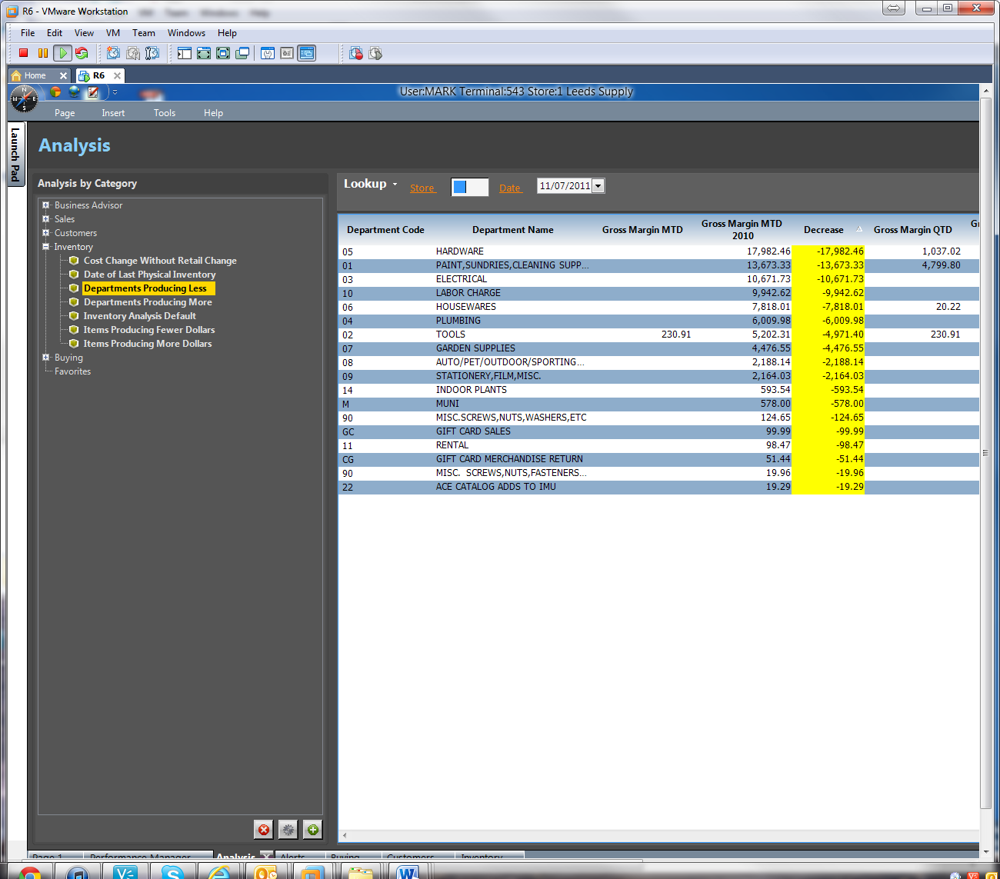 R6 - VMware Workstation
File Edit View VM Team Windows Help
Home R6
N
W E
S
User:MARK Terminal:543 Store:1 Leeds Supply
Page Insert Tools Help
Launch Pad
Analysis
Analysis by Category
Business Advisor
Sales
Customers
Inventory
Cost Change Without Retail Change
Date of Last Physical Inventory
Departments Producing Less
Departments Producing More
Inventory Analysis Default
Items Producing Fewer Dollars
Items Producing More Dollars
Buying
Favorites
Lookup Store Date 11/07/2011
Department Code Department Name Gross Margin MTD Gross Margin MTD 2010 Decrease Gross Margin QTD
05 HARDWARE 17,982.46 -17,982.46 1,037.02
01 PAINT,SUNDRIES,CLEANING SUPP... 13,673.33 -13,673.33 4,799.80
03 ELECTRICAL 10,671.73 -10,671.73
10 LABOR CHARGE 9,942.62 -9,942.62
06 HOUSEWARES 7,818.01 -7,818.01 20.22
04 PLUMBING 6,009.98 -6,009.98
02 TOOLS 230.91 5,202.31 -4,971.40 230.91
07 GARDEN SUPPLIES 4,476.55 -4,476.55
08 AUTO/PET/OUTDOOR/SPORTING... 2,188.14 -2,188.14
09 STATIONERY,FILM,MISC. 2,164.03 -2,164.03
14 INDOOR PLANTS 593.54 -593.54
M MUNI 578.00 -578.00
90 MISC.SCREWS,NUTS,WASHERS,ETC 124.65 -124.65
GC GIFT CARD SALES 99.99 -99.99
11 RENTAL 98.47 -98.47
CG GIFT CARD MERCHANDISE RETURN 51.44 -51.44
90 MISC. SCREWS,NUTS,FASTENERS... 19.96 -19.96
22 ACE CATALOG ADDS TO IMU 19.29 -19.29
Page 1 Performance Manager Analysis Alerts Buying Customers Inventory